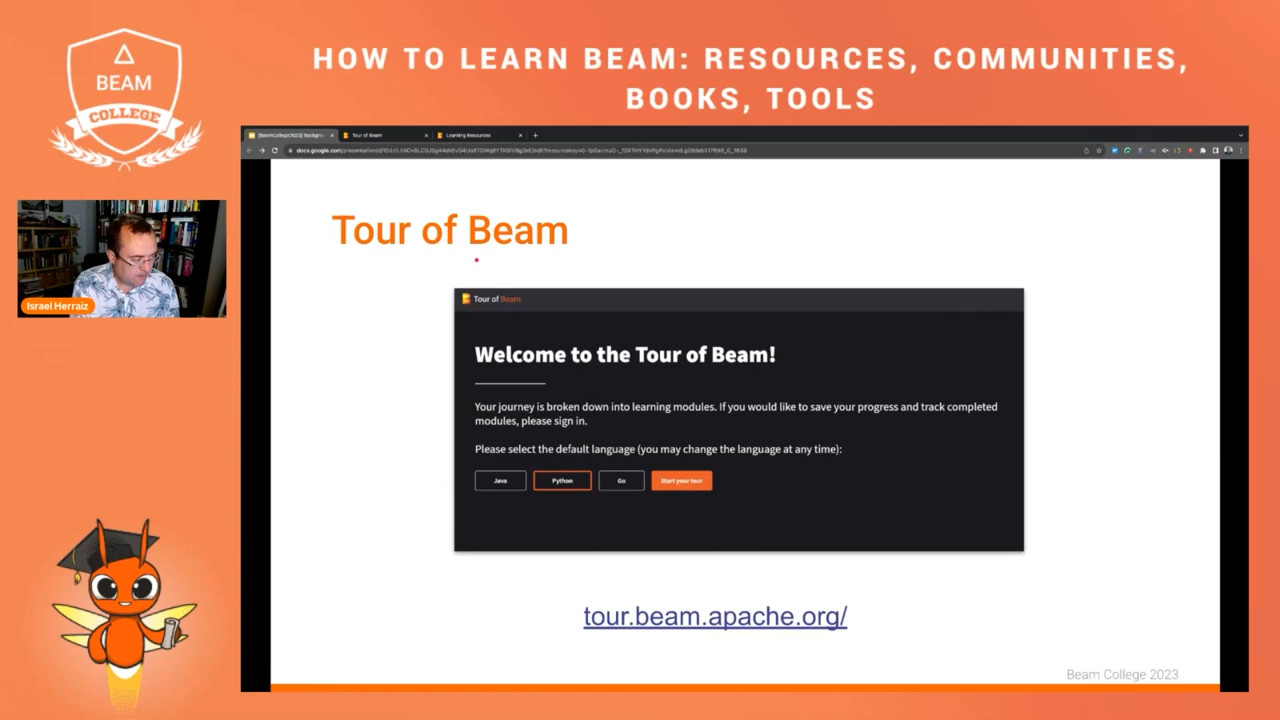 HOW TO LEARN BEAM: RESOURCES, COMMUNITIES,
BOOKS, TOOLS
BEAM
COLLEGE
Tour of Beam
Learning Resources
Israel Herraiz
Tour of Beam
Tour of Beam
Welcome to the Tour of Beam!
Your journey is broken down into learning modules. If you would like to save your progress and track completed
modules, please sign in.
Please select the default language (you may change the language at any time):
Java
Python
Go
Start your tour
tour.beam.apache.org/
Beam College 2023